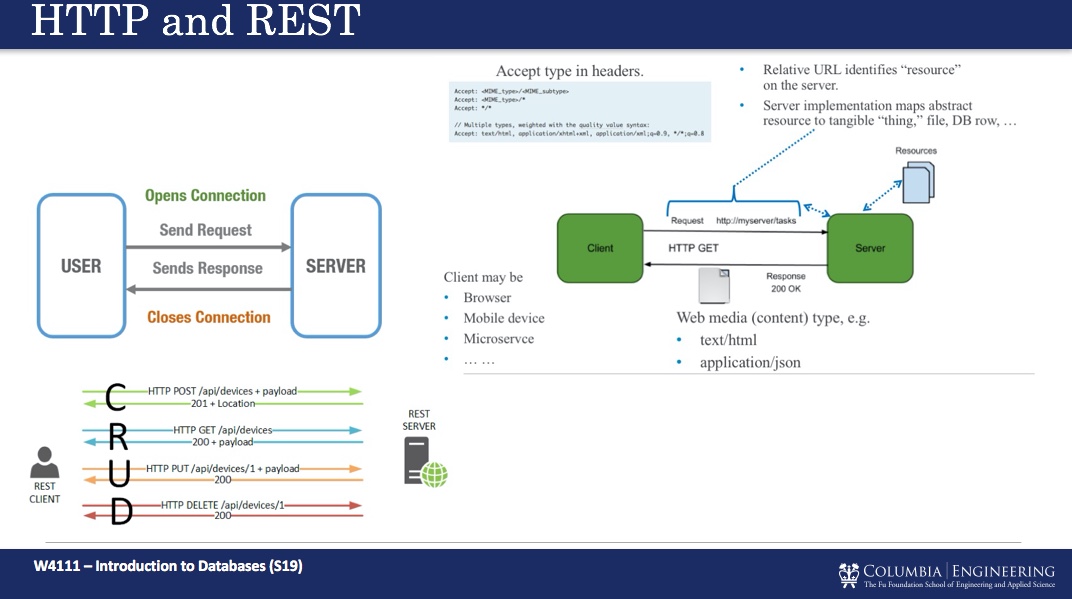 HTTP and REST
Accept type in headers.
Accept: <MIME_type>/<MIME_subtype>
Accept: <MIME_type>/*
Accept: */*
// Multiple types, weighted with the quality value syntax:
Accept: text/html, application/xhtml+xml, application/xml;q=0.9, */*;q=0.8
• Relative URL identifies “resource”
on the server.
• Server implementation maps abstract
resource to tangible “thing,” file, DB row, …
Resources
Opens Connection
Send Request
USER
SERVER
Sends Response
Closes Connection
Request http://myserver/tasks
Client
HTTP GET
Server
Response
200 OK
Client may be
• Browser
• Mobile device
• Microservce
• … …
Web media (content) type, e.g.
• text/html
• application/json
C
HTTP POST /api/devices + payload
201 + Location
R
HTTP GET /api/devices
200 + payload
U
HTTP PUT /api/devices/1 + payload
200
D
HTTP DELETE /api/devices/1
200
REST
CLIENT
REST
SERVER
W4111 – Introduction to Databases (S19)
COLUMBIA | ENGINEERING
The Fu Foundation School of Engineering and Applied Science